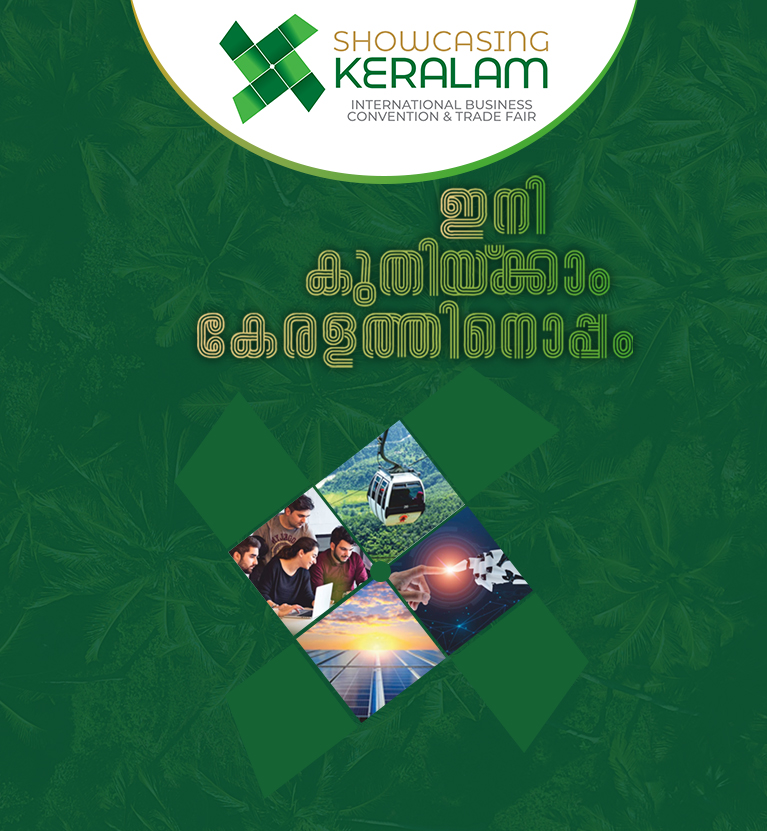 SHOWCASING
KERALAM
INTERNATIONAL BUSINESS
CONVENTION & TRADE FAIR
ഇനി
കുതിയ്ക്കാം
കേരളത്തിനൊപ്പം